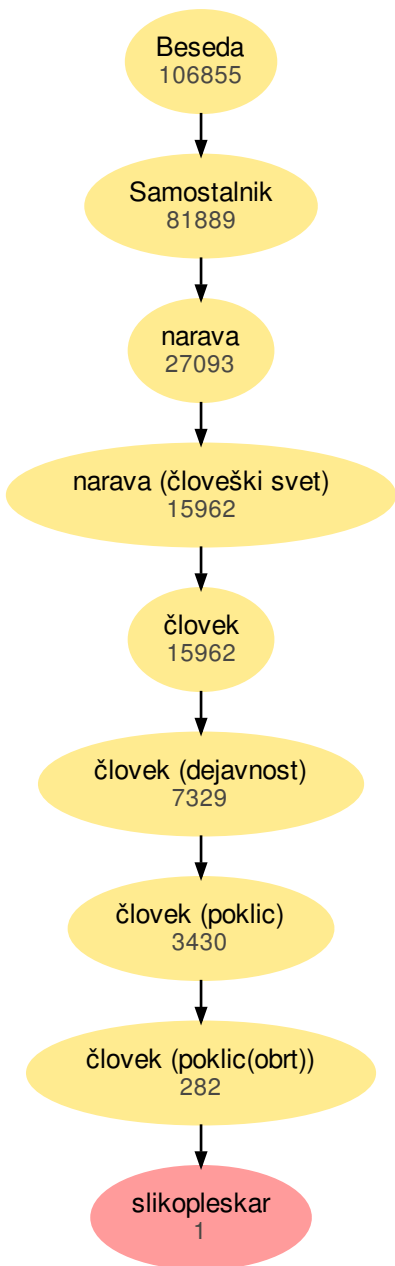 Beseda
106855
Samostalnik
81889
narava
27093
narava (človeški svet)
15962
človek
15962
človek (dejavnost)
7329
človek (poklic)
3430
človek (poklic(obrt))
282
slikopleskar
1